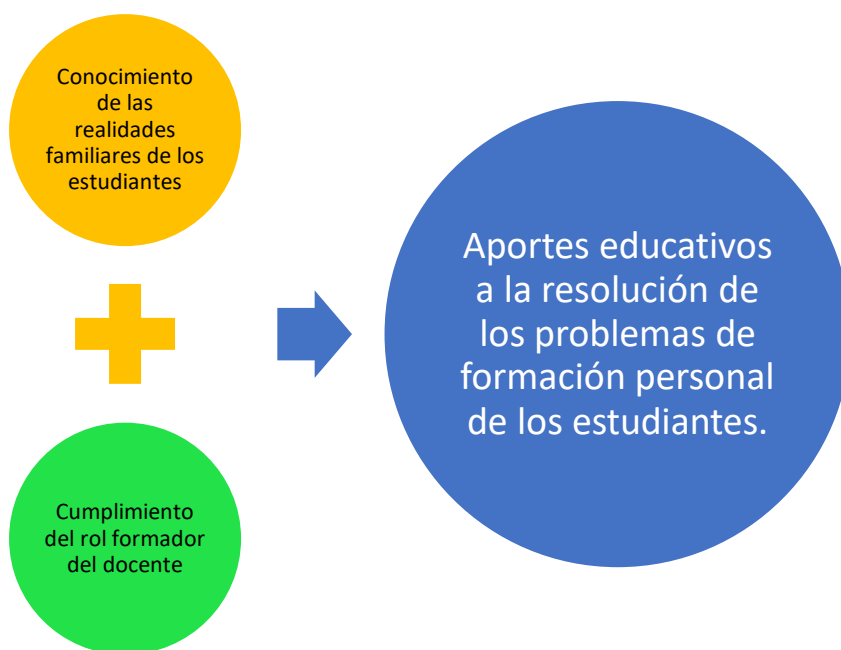 Conocimiento
de las
realidades
familiares de los
estudiantes
Cumplimiento
del rol formador
del docente
Aportes educativos
a la resolución de
los problemas de
formación personal
de los estudiantes.